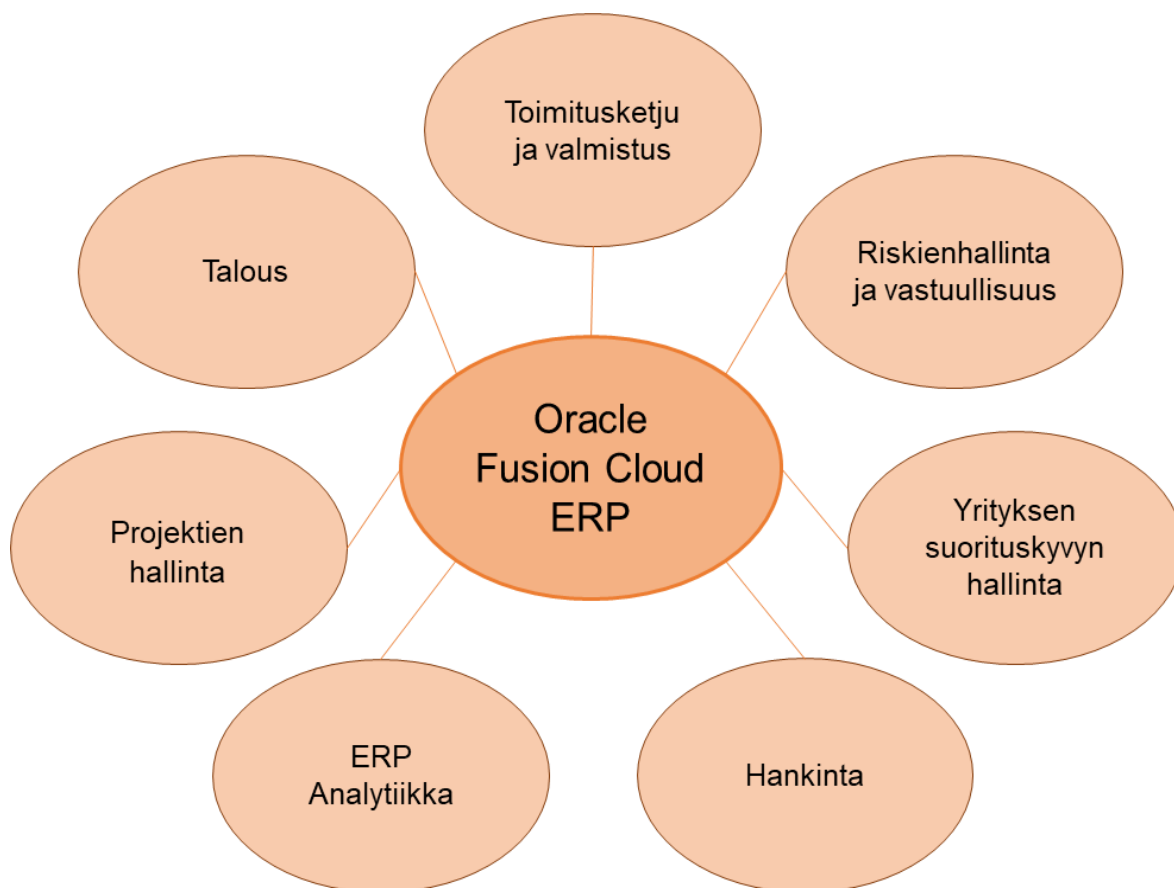 Toimitusketju
ja valmistus
Talous
Riskienhallinta
ja vastuullisuus
Oracle
Fusion Cloud
ERP
Projektien
hallinta
Yrityksen
suorituskyvyn
hallinta
ERP
Analytiikka
Hankinta